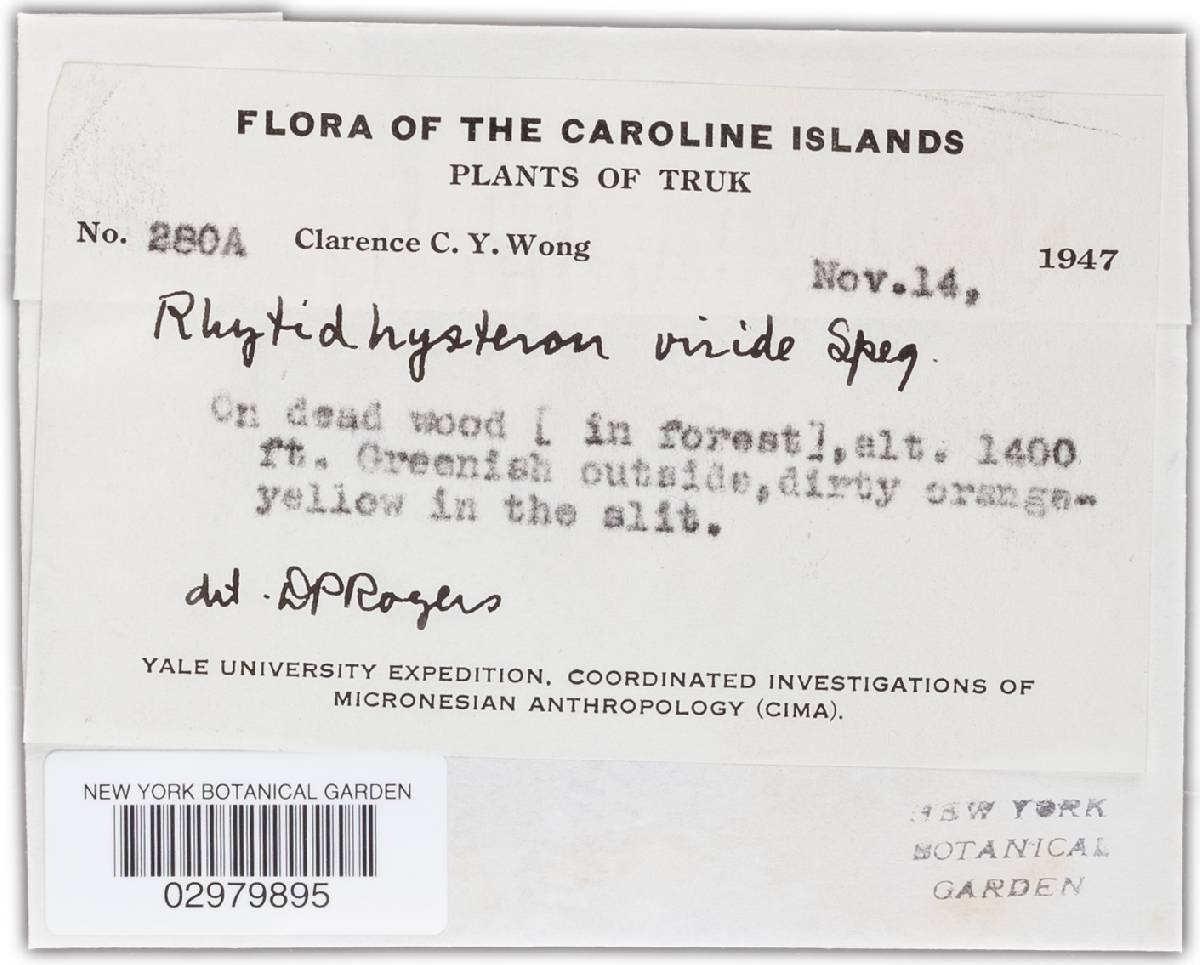 FLORA OF THE CAROLINE ISLANDS
PLANTS OF TRUK
No. 280A Clarence C. Y. Wong Nov.14, 1947
Rhytidhysteron viride Speg.
On dead wood [ in forest],alt. 1400
ft. Greenish outside,dirty orange-
yellow in the slit.
det. DPRogers
YALE UNIVERSITY EXPEDITION, COORDINATED INVESTIGATIONS OF
MICRONESIAN ANTHROPOLOGY (CIMA).
NEW YORK BOTANICAL GARDEN
02979895
NEW YORK
BOTANICAL
GARDEN